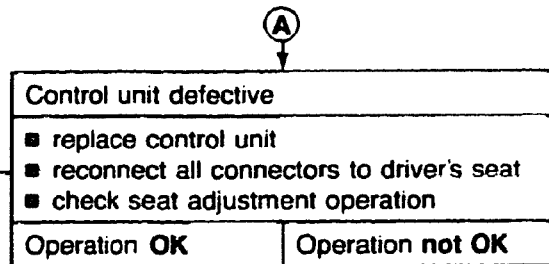 A
Control unit defective
■ replace control unit
■ reconnect all connectors to driver's seat
■ check seat adjustment operation
Operation OK
Operation not OK